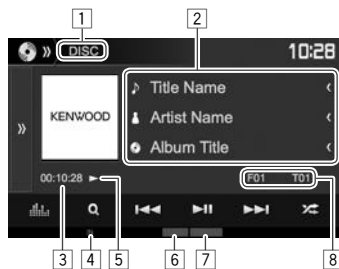 1 2
DISC 10:28
Title Name
KENWOOD Artist Name
Album Title
00:10:28 F01 T01
3 4 5 6 7 8